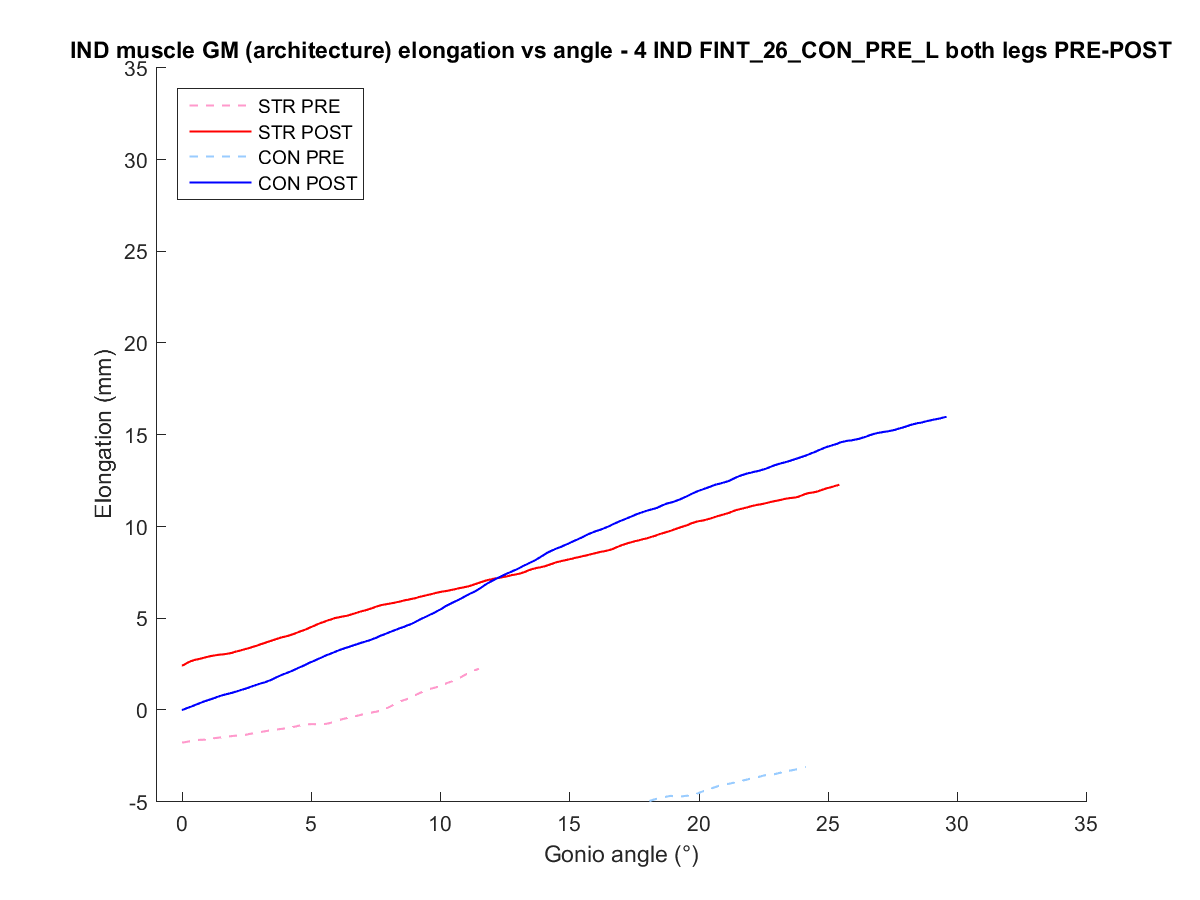 IND muscle GM (architecture) elongation vs angle - 4 IND FINT_26_CON_PRE_L both legs PRE-POST
STR PRE
STR POST
CON PRE
CON POST
35
30
25
20
15
10
5
0
-5
Elongation (mm)
0 5 10 15 20 25 30 35
Gonio angle (°)